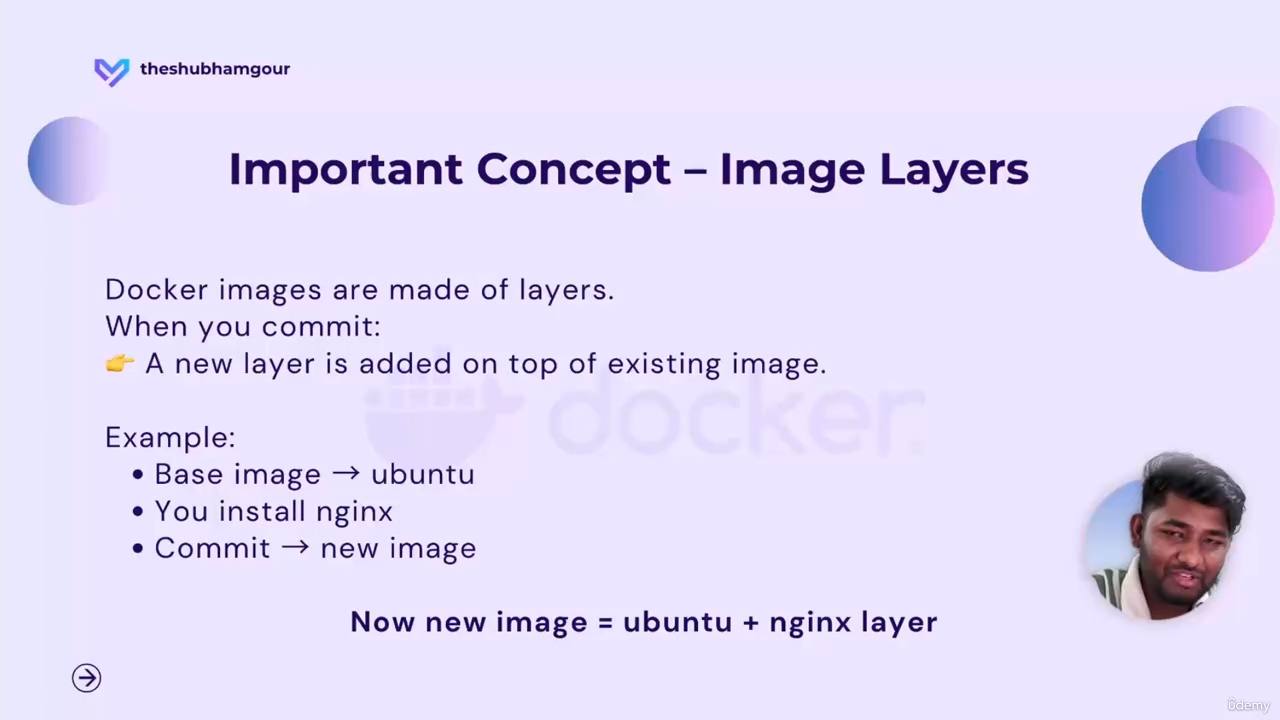 theshubhamgour
Important Concept – Image Layers
Docker images are made of layers.
When you commit:
👉 A new layer is added on top of existing image.
docker
Example:
• Base image → ubuntu
• You install nginx
• Commit → new image
Now new image = ubuntu + nginx layer
ûdemy